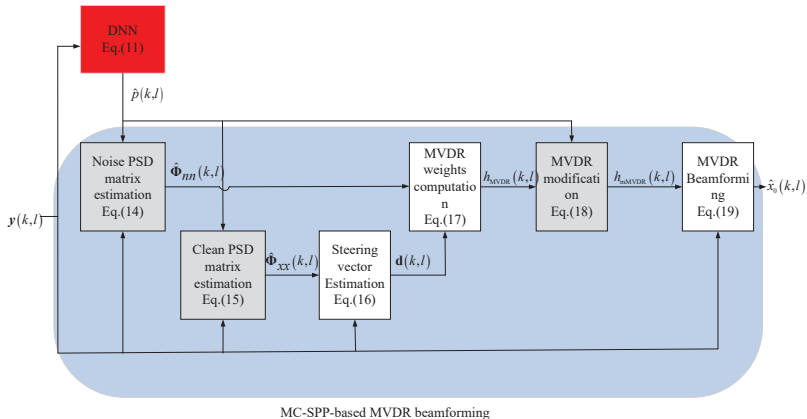 DNN
Eq.(11)
p̂(k,l)
Noise PSD
matrix
estimation
Eq.(14)
Φ̂nn(k,l)
MVDR
weights
computatio
n
Eq.(17)
hMVDR(k,l)
MVDR
modificati
on
Eq.(18)
hmMVDR(k,l)
MVDR
Beamformi
ng
Eq.(19)
x̂0(k,l)
y(k,l)
Clean PSD
matrix
estimation
Eq.(15)
Φ̂xx(k,l)
Steering
vector
Estimation
Eq.(16)
d(k,l)
MC-SPP-based MVDR beamforming